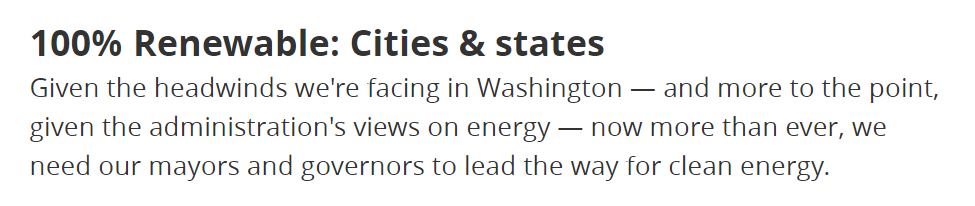 100% Renewable: Cities & states
Given the headwinds we're facing in Washington — and more to the point,
given the administration's views on energy — now more than ever, we
need our mayors and governors to lead the way for clean energy.